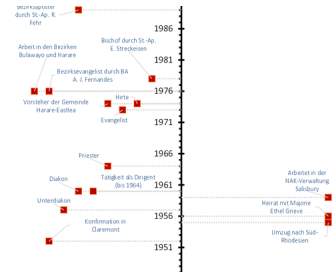 Bezirksapostel
durch St.-Ap. R.
Fehr
1986
Arbeit in den Bezirken
Bulawayo und Harare
Bischof durch St.-Ap.
E. Streckeisen
1981
Bezirksevangelist durch BA
A. J. Fernandes
1976
Vorsteher der Gemeinde
Harare-Eastlea
Hirte
Evangelist
1971
Priester
1966
Diakon
Tätigkeit als Dirigent
(bis 1964)
1961
Arbeitet in der
NAK-Verwaltung
Salisbury
Unterdiakon
Heirat mit Majorie
Ethel Grieve
1956
Konfirmation in
Claremont
Umzug nach Süd-
Rhodesien
1951